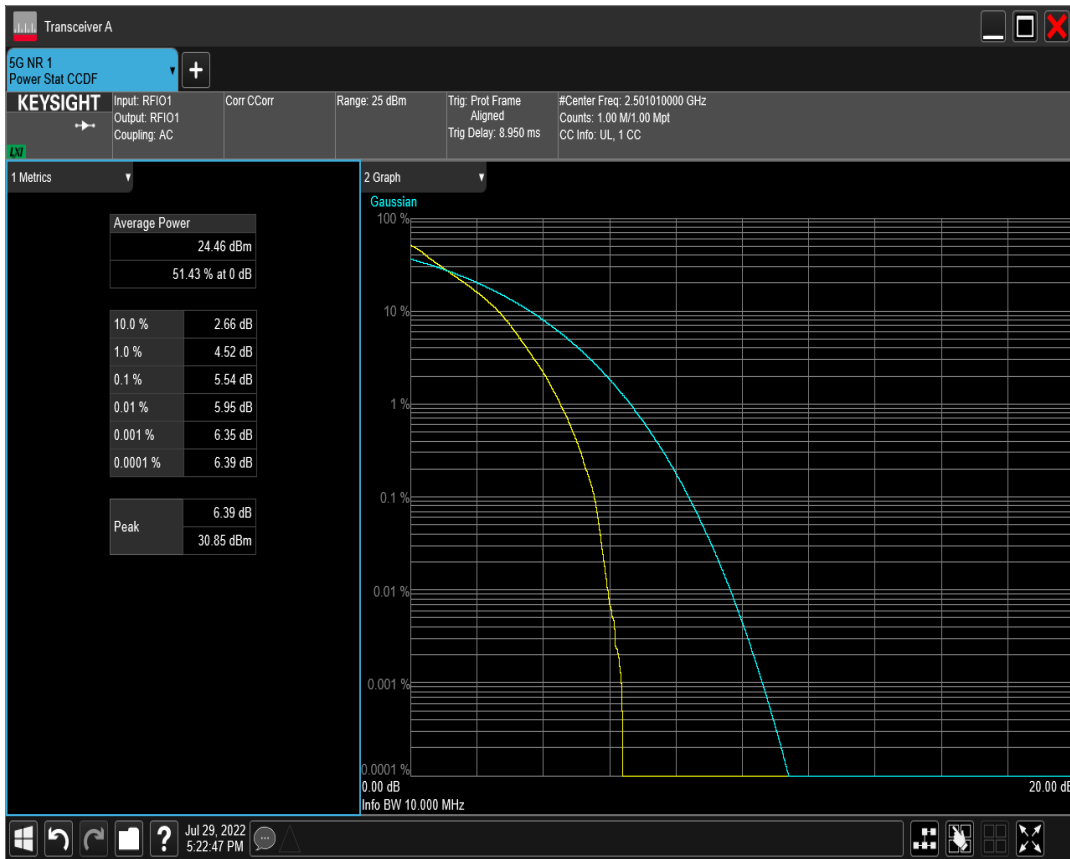 Transceiver A
5G NR 1
Power Stat CCDF
+
KEYSIGHT
LXI
Input: RFIO1
Output: RFIO1
Coupling: AC
Corr CCorr
Range: 25 dBm
Trig: Prot Frame
Aligned
Trig Delay: 8.950 ms
#Center Freq: 2.501010000 GHz
Counts: 1.00 M/1.00 Mpt
CC Info: UL, 1 CC
1 Metrics
Average Power
24.46 dBm
51.43 % at 0 dB
10.0 % 2.66 dB
1.0 % 4.52 dB
0.1 % 5.54 dB
0.01 % 5.95 dB
0.001 % 6.35 dB
0.0001 % 6.39 dB
Peak
6.39 dB
30.85 dBm
2 Graph
Gaussian
100 %
10 %
1 %
0.1 %
0.01 %
0.001 %
0.0001 %
0.00 dB
20.00 dB
Info BW 10.000 MHz
?
Jul 29, 2022
5:22:47 PM